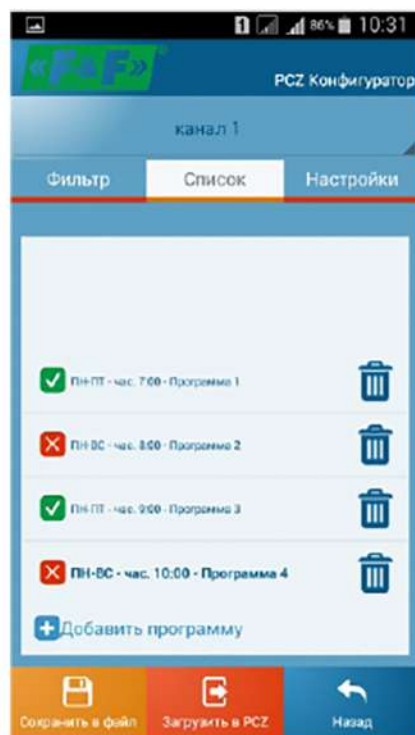 1 86% 10:31
«F&F»®
PCZ Конфигуратор
канал 1
Фильтр Список Настройки
ПН-ПТ - час. 7:00 - Программа 1
ПН-ВС - час. 8:00 - Программа 2
ПН-ПТ - час. 9:00 - Программа 3
ПН-ВС - час. 10:00 - Программа 4
Добавить программу
Сохранить в файл Загрузить в PCZ Назад